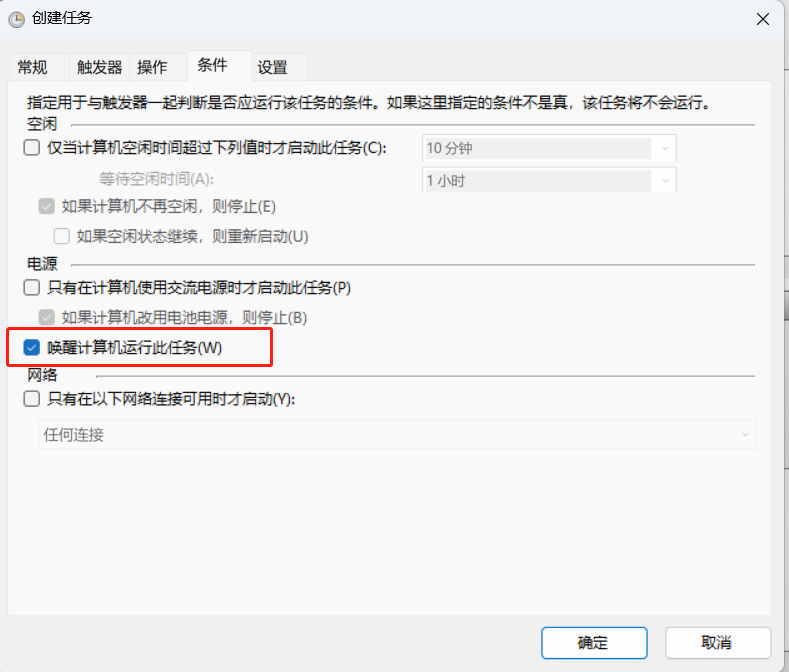 创建任务
常规 触发器 操作 条件 设置
指定用于与触发器一起判断是否应运行该任务的条件。如果这里指定的条件不是真，该任务将不会运行。
空闲
仅当计算机空闲时间超过下列值时才启动此任务(C): 10 分钟
等待空闲时间(A): 1 小时
如果计算机不再空闲，则停止(E)
如果空闲状态继续，则重新启动(U)
电源
只有在计算机使用交流电源时才启动此任务(P)
如果计算机改用电池电源，则停止(B)
唤醒计算机运行此任务(W)
网络
只有在以下网络连接可用时才启动(Y):
任何连接
确定 取消